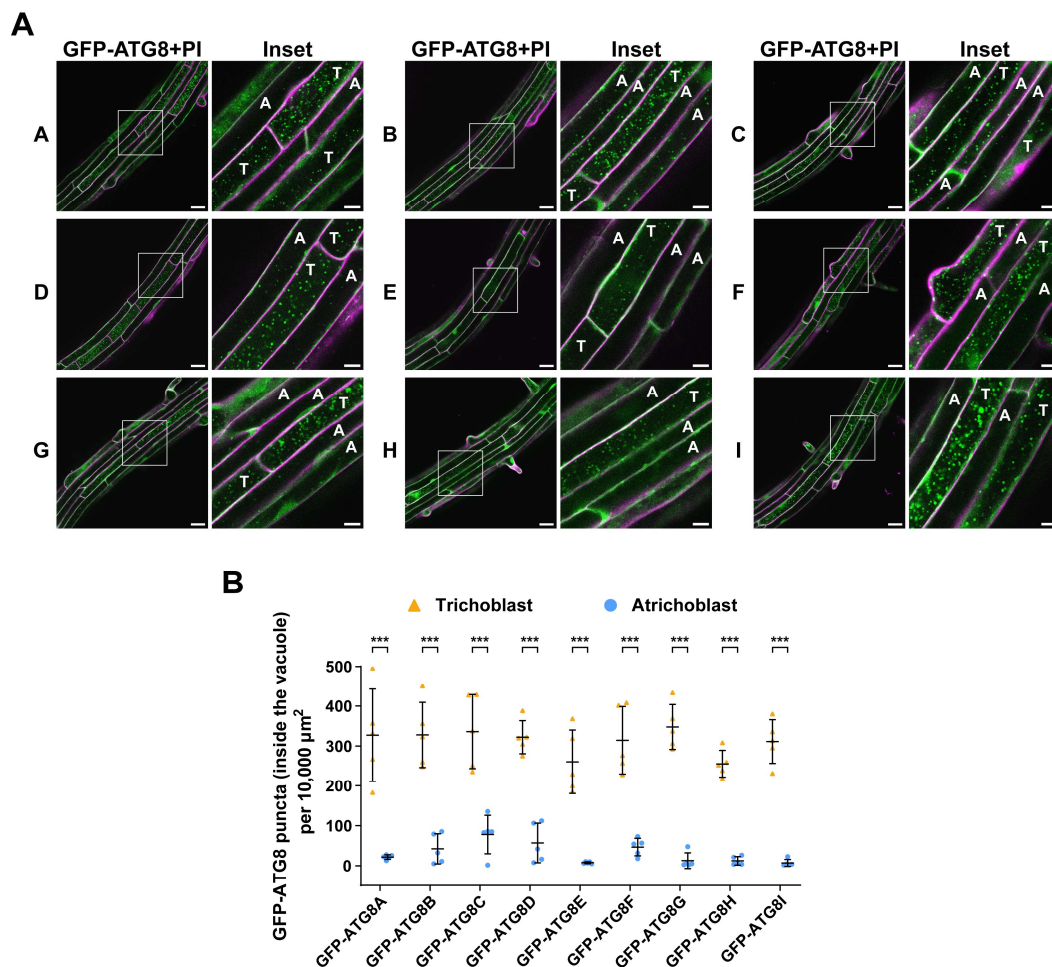 A
GFP-ATG8+PI Inset GFP-ATG8+PI Inset GFP-ATG8+PI Inset
A A T A T B A A T A A T C A T A A T
D A T T A E A T A T F T A T A A
G A A T A A T H A T A A I A T A
B
Trichoblast Atrichoblast
*** *** *** *** *** *** *** *** ***
GFP-ATG8 puncta (inside the vacuole)
per 10,000 µm²
500
400
300
200
100
0
GFP-ATG8A GFP-ATG8B GFP-ATG8C GFP-ATG8D GFP-ATG8E GFP-ATG8F GFP-ATG8G GFP-ATG8H GFP-ATG8I